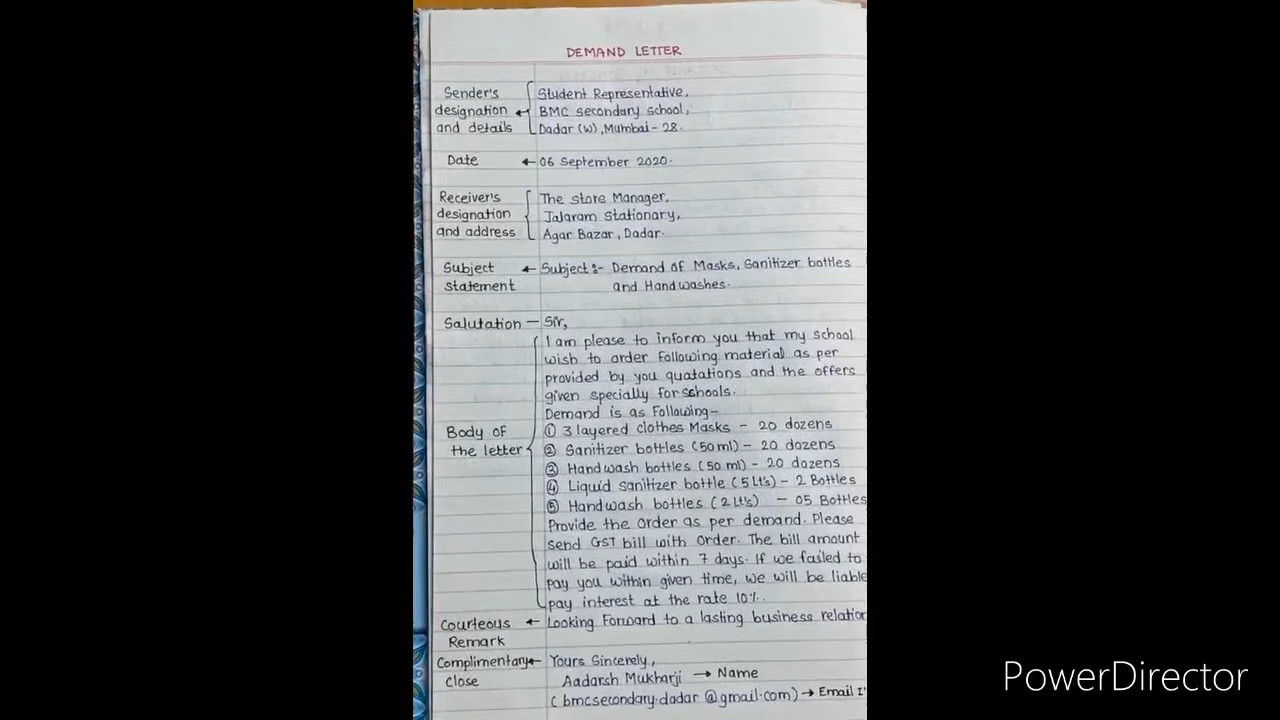 DEMAND LETTER
Sender's designation and details
Student Representative,
BMC secondary school,
Dadar (W), Mumbai - 28.
Date ← 06 September 2020.
Receiver's designation and address
The store Manager,
Jalaram Stationary,
Agar Bazar, Dadar.
Subject statement
← Subject:- Demand of Masks, Sanitizer bottles
and Handwashes.
Salutation — Sir,
Body of the letter
I am please to inform you that my school
wish to order following material as per
provided by you quatations and the offers
given specially for schools.
Demand is as Following-
① 3 layered clothes Masks - 20 dozens
② Sanitizer bottles (50 ml) - 20 dozens
③ Handwash bottles (50 ml) - 20 dozens
④ Liquid sanitizer bottle (5 Lt's) - 2 Bottles
⑤ Handwash bottles (2 Lt's) - 05 Bottles
Provide the Order as per demand. Please
send GST bill with order. The bill amount
will be paid within 7 days. If we failed to
pay you within given time, we will be liable
pay interest at the rate 10%.
Courteous Remark
← Looking Forward to a lasting business relation
Complimentary close
← Yours Sincerely,
Aadarsh Mukharji → Name
(bmcsecondary.dadar@gmail.com) → Email I
PowerDirector